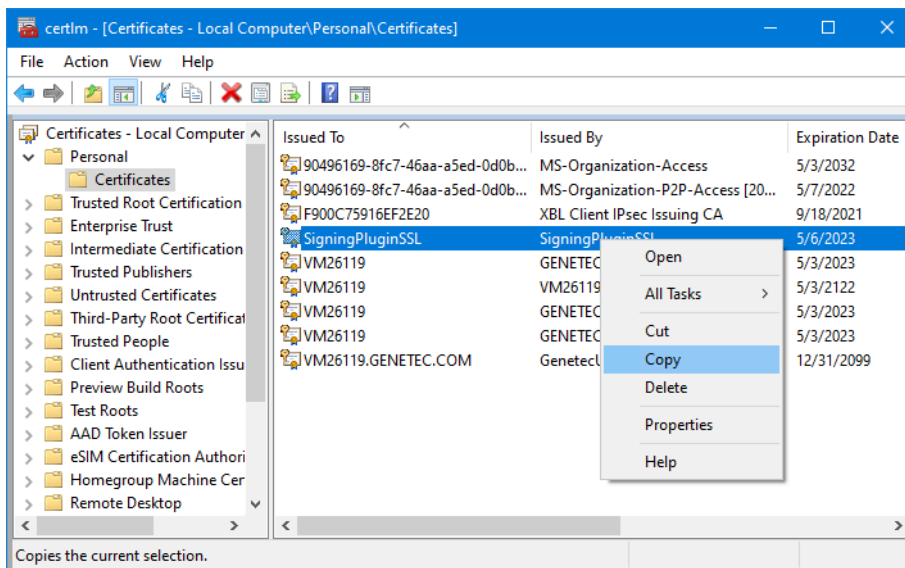 certlm - [Certificates - Local Computer\Personal\Certificates]
File Action View Help
Certificates - Local Computer
Personal
Certificates
Trusted Root Certification
Enterprise Trust
Intermediate Certification
Trusted Publishers
Untrusted Certificates
Third-Party Root Certificat
Trusted People
Client Authentication Issu
Preview Build Roots
Test Roots
AAD Token Issuer
eSIM Certification Authori
Homegroup Machine Cer
Remote Desktop
Issued To Issued By Expiration Date
90496169-8fc7-46aa-a5ed-0d0b... MS-Organization-Access 5/3/2032
90496169-8fc7-46aa-a5ed-0d0b... MS-Organization-P2P-Access [20... 5/7/2022
F900C75916EF2E20 XBL Client IPsec Issuing CA 9/18/2021
SigningPluginSSL SigningPluginSSL 5/6/2023
VM26119 GENETEC 5/3/2023
VM26119 VM26119 5/3/2122
VM26119 GENETEC 5/3/2023
VM26119 GENETEC 5/3/2023
VM26119.GENETEC.COM GenetecU 12/31/2099
Open
All Tasks
Cut
Copy
Delete
Properties
Help
Copies the current selection.